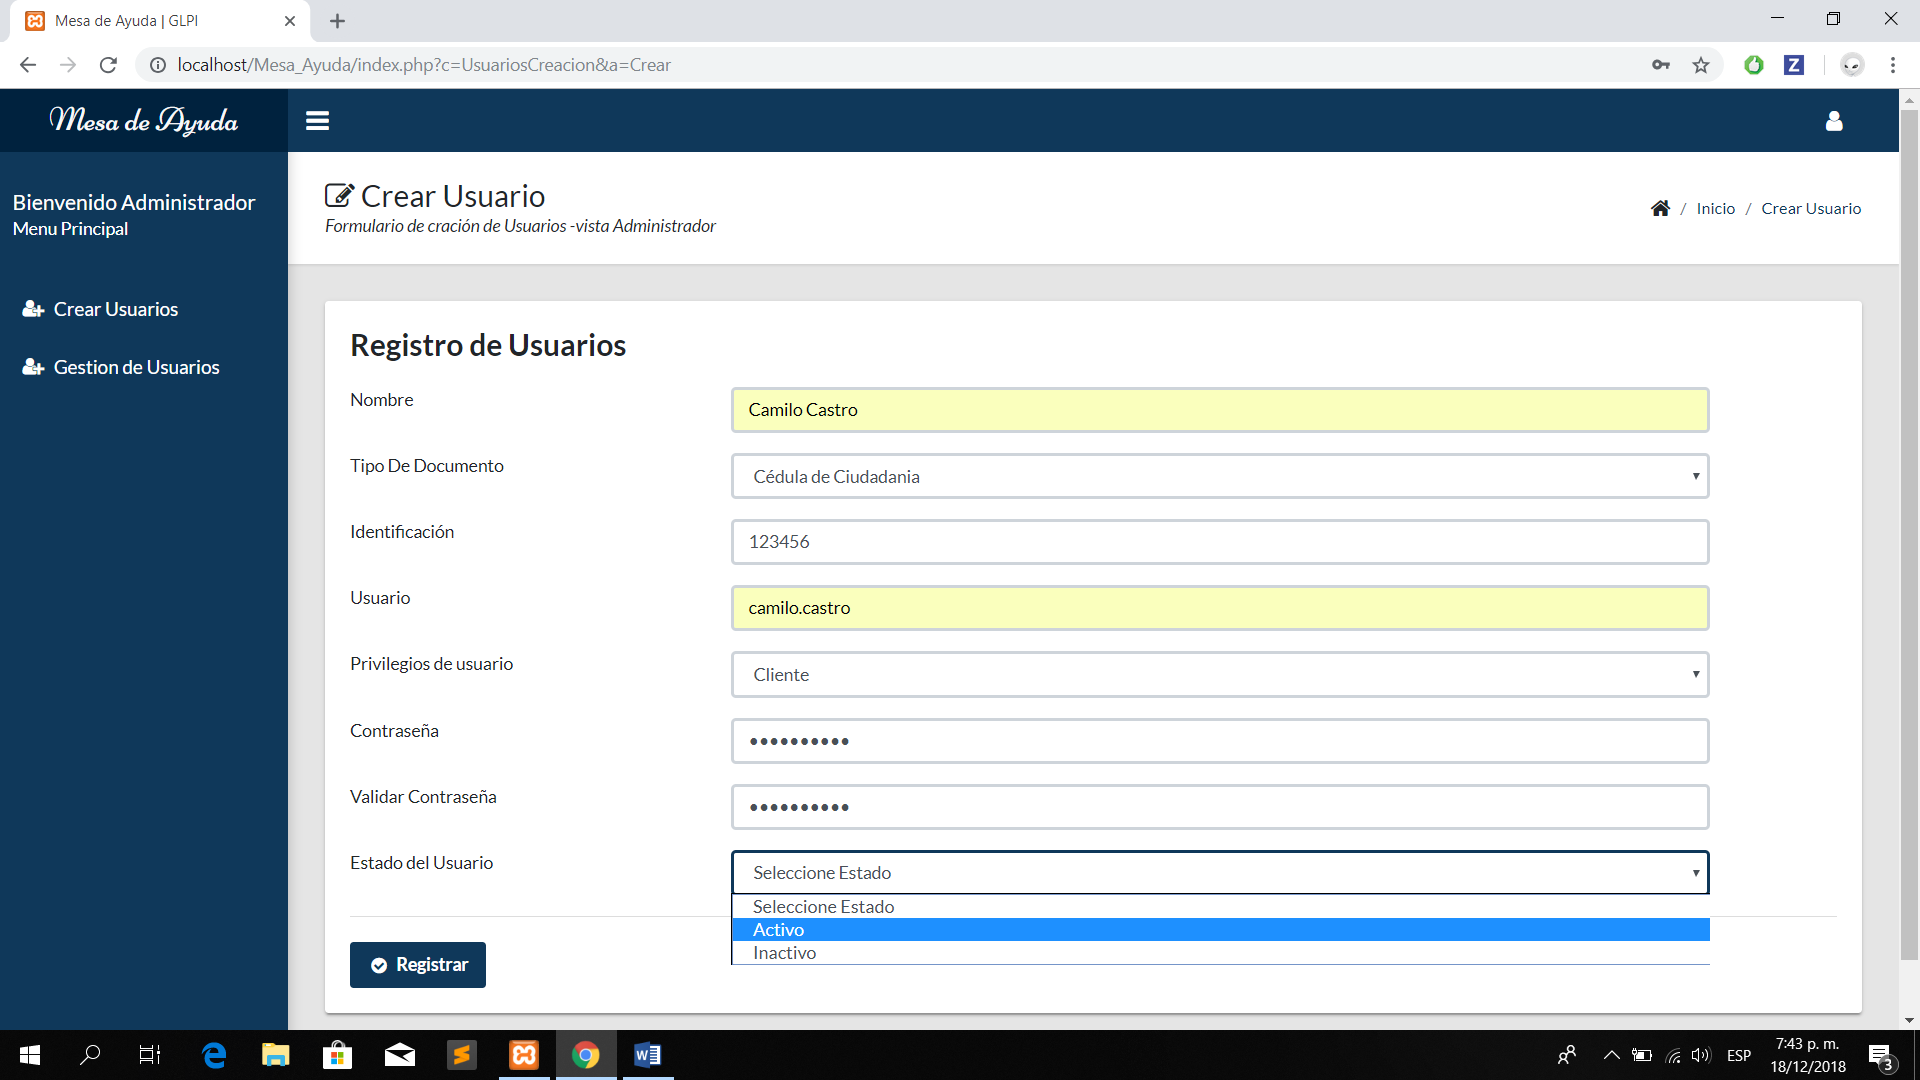 Mesa de Ayuda | GLPI
localhost/Mesa_Ayuda/index.php?c=UsuariosCreacion&a=Crear
Z
Mesa de Ayuda
Bienvenido Administrador
Menu Principal
Crear Usuarios
Gestion de Usuarios
Crear Usuario
Formulario de cración de Usuarios -vista Administrador
/ Inicio / Crear Usuario
Registro de Usuarios
Nombre
Camilo Castro
Tipo De Documento
Cédula de Ciudadania
Identificación
123456
Usuario
camilo.castro
Privilegios de usuario
Cliente
Contraseña
••••••••••
Validar Contraseña
••••••••••
Estado del Usuario
Seleccione Estado
Seleccione Estado
Activo
Inactivo
Registrar
ESP
7:43 p. m.
18/12/2018
3